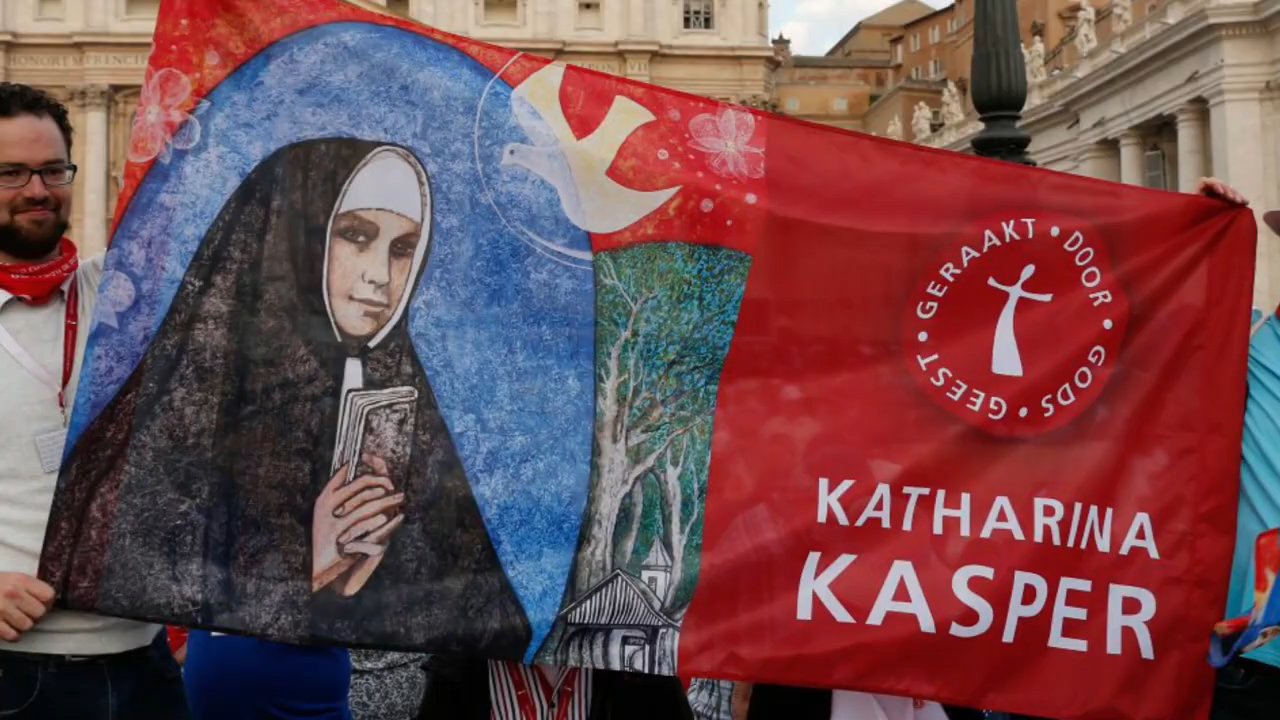 GERAAKT • DOOR • GODS • GEEST •
KATHARINA
KASPER